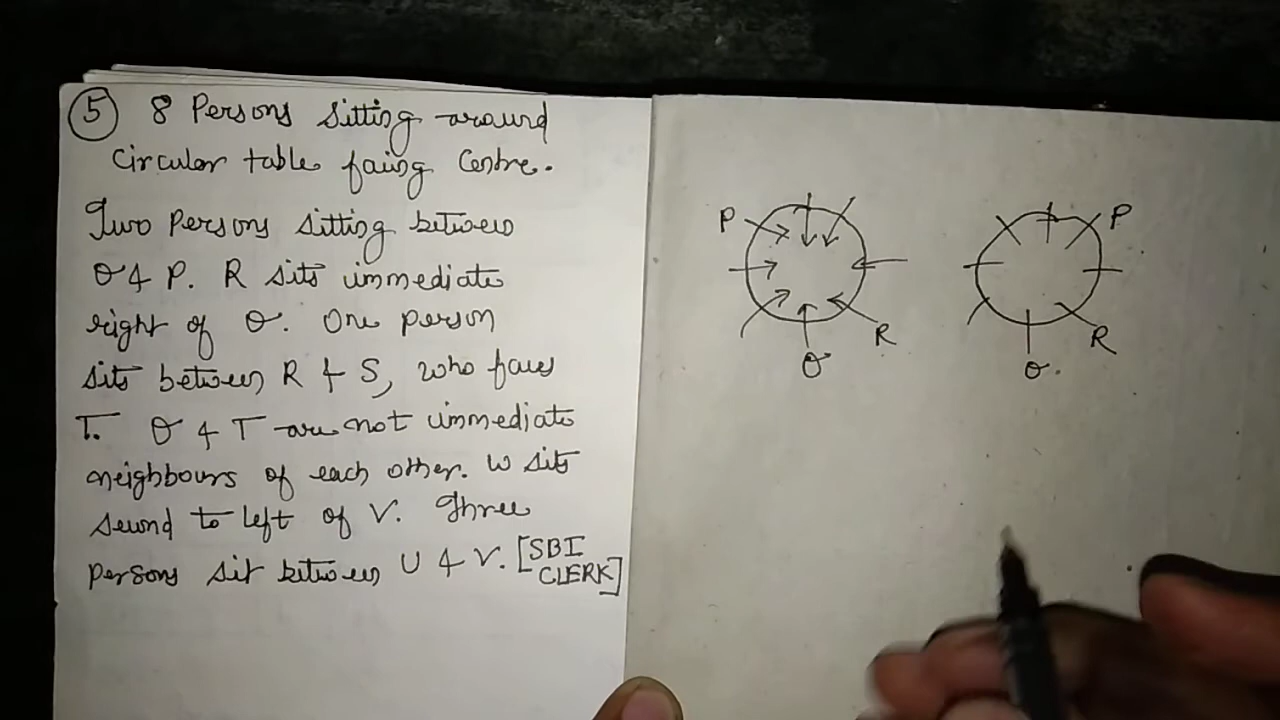 5 8 Persons sitting around
circular table facing Centre.
Two Persons sitting between
Q & P. R sits immediate
right of Q. One person
sits between R & S, who faces
T. Q & T are not immediate
neighbours of each other. W sits
second to left of V. Three
persons sit between U & V. [SBI
CLERK]
P
R
Q
P
R
Q.